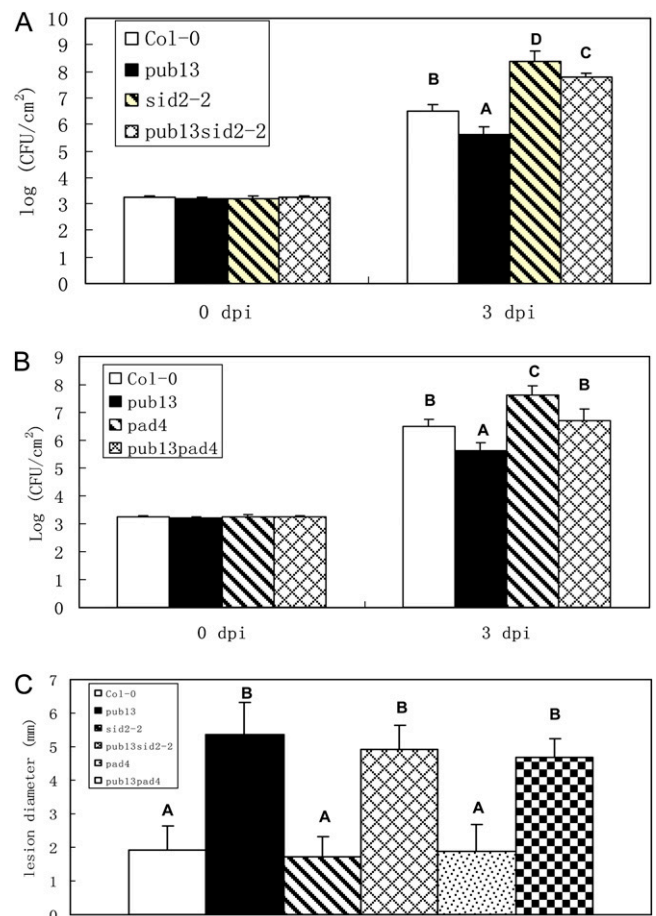 A
log (CFU/cm²)
10
9
8
7
6
5
4
3
2
1
0
Col-0
pub13
sid2-2
pub13sid2-2
B
A
D
C
0 dpi
3 dpi
B
Log (CFU/cm²)
9
8
7
6
5
4
3
2
1
0
Col-0
pub13
pad4
pub13pad4
B
A
C
B
0 dpi
3 dpi
C
lesion diameter (mm)
7
6
5
4
3
2
1
0
Col-0
pub13
sid2-2
pub13sid2-2
pad4
pub13pad4
A
B
A
B
A
B